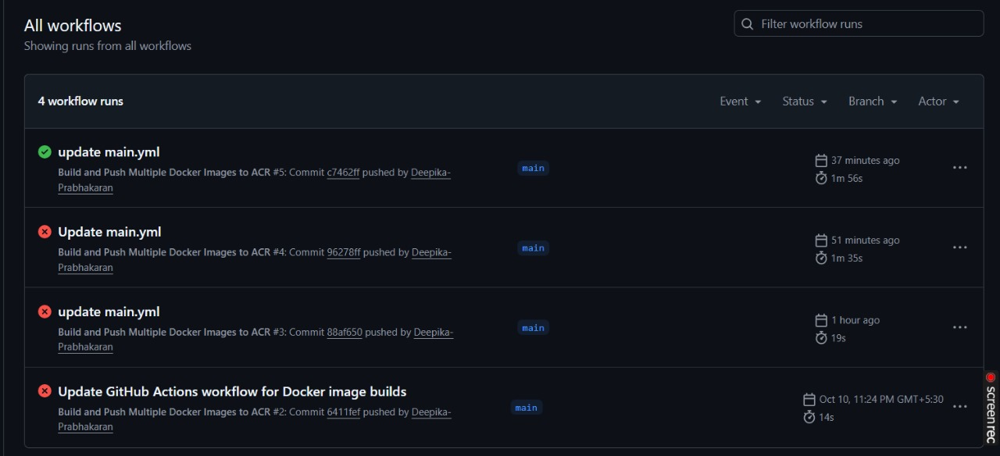 All workflows
Filter workflow runs
Showing runs from all workflows
4 workflow runs
Event
Status
Branch
Actor
update main.yml
Build and Push Multiple Docker Images to ACR #5: Commit c7462ff pushed by Deepika-
Prabhakaran
main
37 minutes ago
1m 56s
Update main.yml
Build and Push Multiple Docker Images to ACR #4: Commit 96278ff pushed by Deepika-
Prabhakaran
main
51 minutes ago
1m 35s
update main.yml
Build and Push Multiple Docker Images to ACR #3: Commit 88af650 pushed by Deepika-
Prabhakaran
main
1 hour ago
19s
Update GitHub Actions workflow for Docker image builds
Build and Push Multiple Docker Images to ACR #2: Commit 6411fef pushed by Deepika-
Prabhakaran
main
Oct 10, 11:24 PM GMT+5:30
14s
screenrec